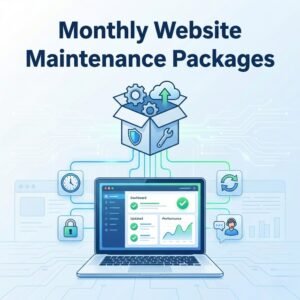 Monthly Website
Maintenance Packages
Dashboard
Updated
Performance